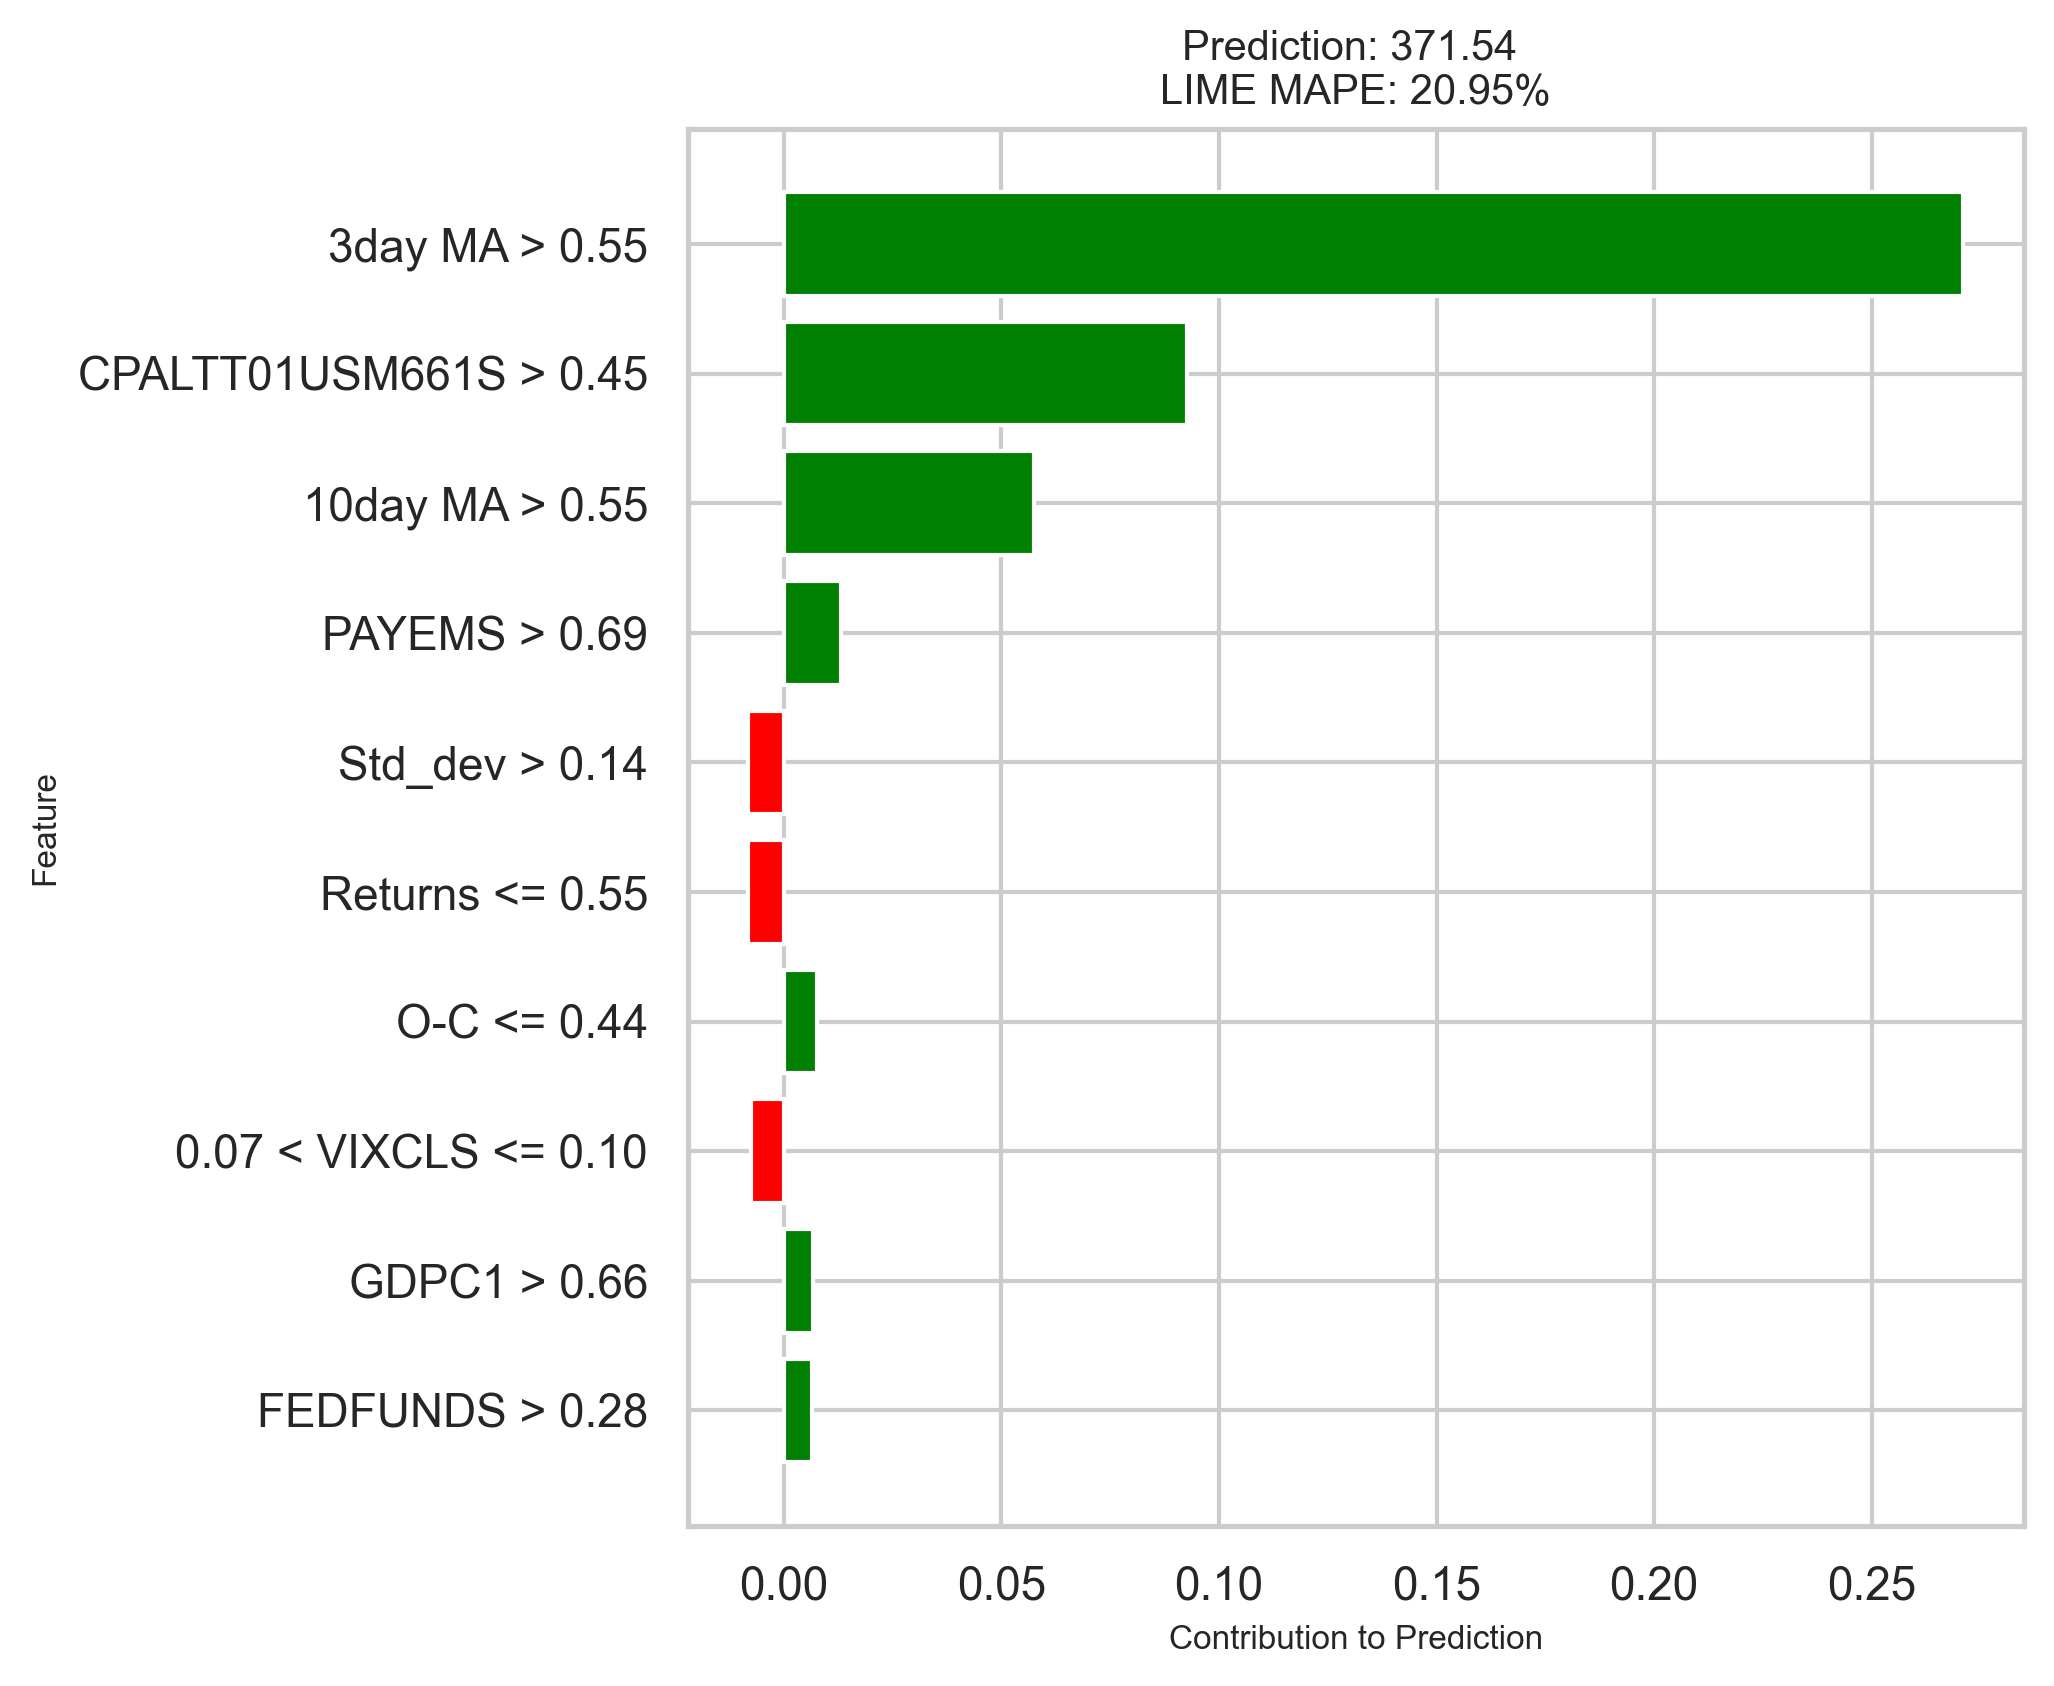 Prediction: 371.54
LIME MAPE: 20.95%
3day MA > 0.55
CPALTT01USM661S > 0.45
10day MA > 0.55
PAYEMS > 0.69
Std_dev > 0.14
Returns <= 0.55
O-C <= 0.44
0.07 < VIXCLS <= 0.10
GDPC1 > 0.66
FEDFUNDS > 0.28
Feature
0.00 0.05 0.10 0.15 0.20 0.25
Contribution to Prediction